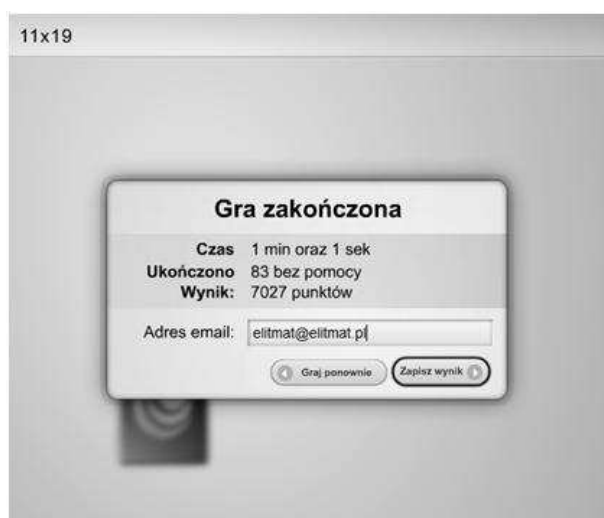 11x19
Gra zakończona
Czas 1 min oraz 1 sek
Ukończono 83 bez pomocy
Wynik: 7027 punktów
Adres email: elitmat@elitmat.pl
Graj ponownie Zapisz wynik